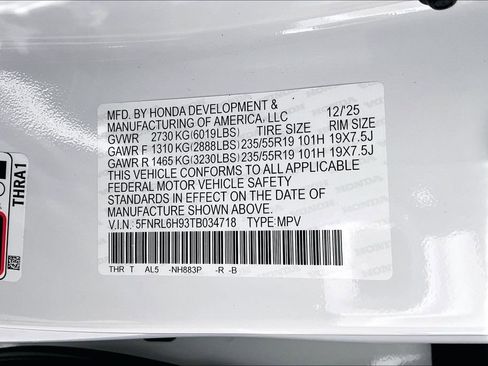 MFD. BY HONDA DEVELOPMENT &
MANUFACTURING OF AMERICA, LLC 12/25
GVWR 2730 KG(6019LBS) TIRE SIZE RIM SIZE
GAWR F 1310 KG(2888LBS) 235/55R19 101H 19X7.5J
GAWR R 1465 KG(3230LBS) 235/55R19 101H 19X7.5J
THIS VEHICLE CONFORMS TO ALL APPLICABLE
FEDERAL MOTOR VEHICLE SAFETY
STANDARDS IN EFFECT ON THE DATE OF
MANUFACTURE SHOWN ABOVE.
V.I.N.: 5FNRL6H93TB034718 TYPE:MPV
THR T AL5 -NH883P -R -B
THRA1